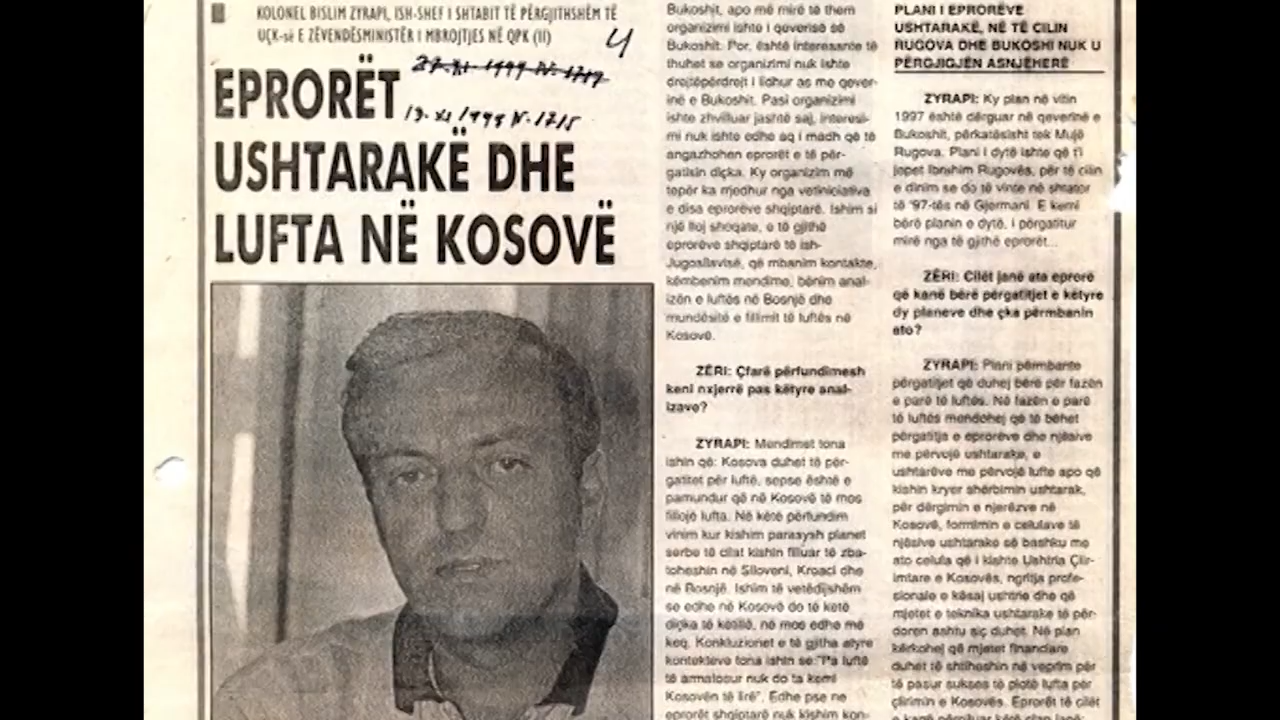 KOLONEL BISLIM ZYRAPI, ISH-SHEF I SHTABIT TË PËRGJITHSHËM TË
UÇK-së E ZËVENDËSMINISTËR I MBROJTJES NË QPK (II)
4
27.XI.1999 Nr. 1717
EPRORËT
13.XI.1999 Nr. 1715
USHTARAKË DHE
LUFTA NË KOSOVË
Bukoshit, apo më mirë të them
organizimi ishte i qeverisë së
Bukoshit. Por, është interesante të
thuhet se organizimi nuk ishte
drejtëpërdrejt i lidhur as me qever-
inë e Bukoshit. Pasi organizimi
ishte zhvilluar jashtë saj, interesi-
mi nuk ishte edhe aq i madh që të
angazhohen eprorët e të për-
gatisin diçka. Ky organizim më
tepër ka rrjedhur nga vetiniciativa
e disa eprorëve shqiptarë. Ishim si
një lloj shoqate, e të gjithë
eprorëve shqiptarë të ish-
Jugosllavisë, që mbanim kontakte,
këmbenim mendime, bënim anal-
izën e luftës në Bosnjë dhe
mundësitë e fillimit të luftës në
Kosovë.
ZËRI: Çfarë përfundimesh
keni nxjerrë pas këtyre anal-
izave?
ZYRAPI: Mendimet tona
ishin që: Kosova duhet të për-
gatitet për luftë, sepse është e
pamundur që në Kosovë të mos
fillojë lufta. Në këtë përfundim
vinim kur kishim parasysh planet
serbe të cilat kishin filluar të zba-
toheshin në Slloveni, Kroaci dhe
në Bosnjë. Ishim të vetëdijshëm
se edhe në Kosovë do të ketë
diçka të këtillë, në mos edhe më
keq. Konkluzionet e të gjitha atyre
kontakteve tona ishin se:"Pa luftë
të armatosur nuk do ta kemi
Kosovën të lirë". Edhe pse ne
eprorët shqiptarë nuk kishim kon-
PLANI I EPRORËVE
USHTARAKË, NË TË CILIN
RUGOVA DHE BUKOSHI NUK U
PËRGJIGJËN ASNJËHERË
ZYRAPI: Ky plan në vitin
1997 është dërguar në qeverinë e
Bukoshit, përkatësisht tek Mujë
Rugova. Plani i dytë ishte që t'i
jepet Ibrahim Rugovës, për të cilin
e dinim se do të vinte në shtator
të '97-tës në Gjermani. E kemi
bërë planin e dytë, i përgatitur
mirë nga të gjithë eprorët...
ZËRI: Cilët janë ata eprorë
që kanë bërë përgatitjet e këtyre
dy planeve dhe çka përmbanin
ato?
ZYRAPI: Plani përmbante
përgatitjet që duhej bërë për fazën
e parë të luftës. Në fazën e parë
të luftës mendohej që të bëhet
përgatitja e eprorëve dhe njësive
me përvojë ushtarake, e
ushtarëve me përvojë lufte apo që
kishin kryer shërbimin ushtarak,
për dërgimin e njerëzve në
Kosovë, formimin e celulave të
njësive ushtarake së bashku me
ato celula që i kishte Ushtria Çlir-
imtare e Kosovës, ngritja profe-
sionale e kësaj ushtrie dhe që
mjetet e teknika ushtarake të për-
doren ashtu siç duhet. Në plan
kërkohej që mjetet financiare
duhet të shtiheshin në veprim për
të pasur sukses të plotë lufta për
çlirimin e Kosovës. Eprorët të cilët